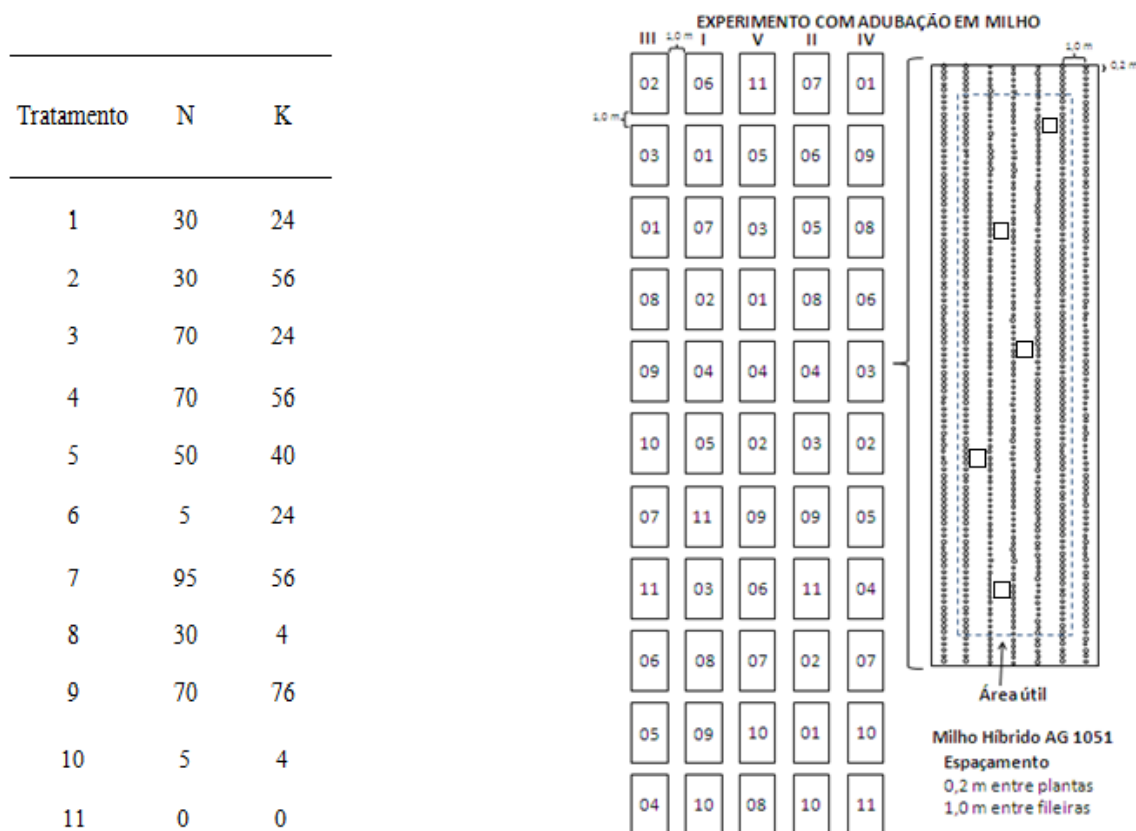 Tratamento N K
1 30 24
2 30 56
3 70 24
4 70 56
5 50 40
6 5 24
7 95 56
8 30 4
9 70 76
10 5 4
11 0 0
EXPERIMENTO COM ADUBAÇÃO EM MILHO
III I V II IV
1,0 m
1,0 m
0,2 m
1,0 m
02 06 11 07 01
03 01 05 06 09
01 07 03 05 08
08 02 01 08 06
09 04 04 04 03
10 05 02 03 02
07 11 09 09 05
11 03 06 11 04
06 08 07 02 07
05 09 10 01 10
04 10 08 10 11
Área útil
Milho Híbrido AG 1051
Espaçamento
0,2 m entre plantas
1,0 m entre fileiras